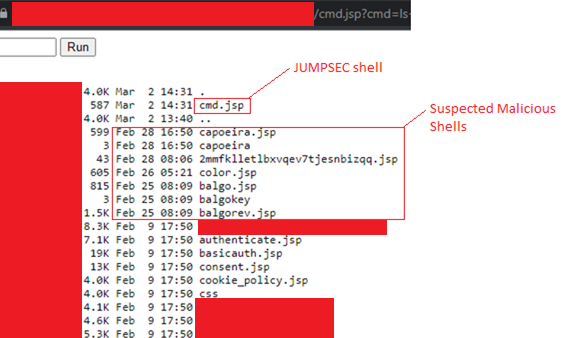 /cmd.jsp?cmd=ls
Run
JUMPSEC shell
4.0K Mar 2 14:31 .
587 Mar 2 14:31 cmd.jsp
4.0K Mar 2 13:40 ..
Suspected Malicious
Shells
599 Feb 28 16:50 capoeira.jsp
3 Feb 28 16:50 capoeira
43 Feb 28 08:06 2mmfklletlbxvqev7tjesnbizqq.jsp
605 Feb 26 05:21 color.jsp
815 Feb 25 08:09 balgo.jsp
3 Feb 25 08:09 balgokey
1.5K Feb 25 08:09 balgorev.jsp
8.3K Feb 9 17:50
7.1K Feb 9 17:50 authenticate.jsp
19K Feb 9 17:50 basicauth.jsp
13K Feb 9 17:50 consent.jsp
4.0K Feb 9 17:50 cookie_policy.jsp
4.0K Feb 9 17:50 css
4.1K Feb 9 17:50
4.6K Feb 9 17:50
5.3K Feb 9 17:50